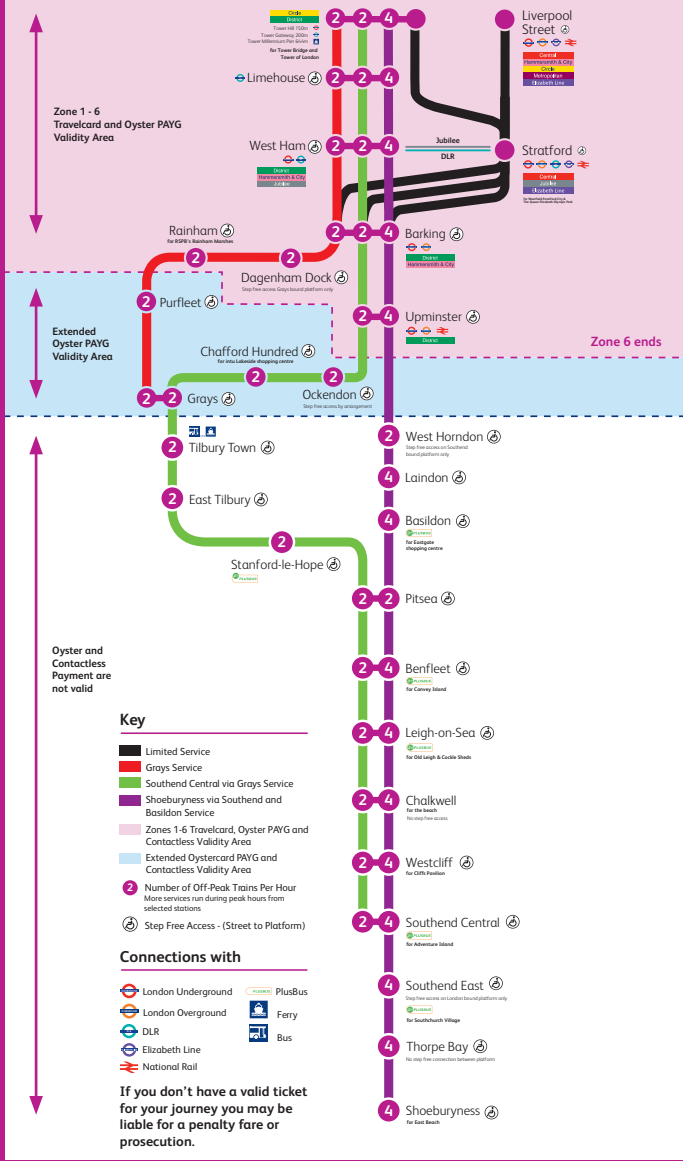 Circle
District
Tower Hill 150m
Tower Gateway 200m
Tower Millennium Pier 644m
for Tower Bridge and
Tower of London
2 2 4
Liverpool
Street
Central
Hammersmith & City
Circle
Metropolitan
Elizabeth Line
Limehouse
2 2 4
Zone 1 - 6
Travelcard and Oyster PAYG
Validity Area
West Ham
District
Hammersmith & City
Jubilee
2 2 4
Jubilee
DLR
Stratford
Central
Jubilee
Elizabeth Line
Rainham
for RSPB's Rainham Marshes
2
2
Dagenham Dock
Step free access Grays bound platform only
2 2 4
Barking
District
Hammersmith & City
2
Purfleet
2 4
Upminster
District
Zone 6 ends
Extended
Oyster PAYG
Validity Area
Chafford Hundred
for intu Lakeside shopping centre
2
2
Ockendon
Step free access by arrangement
2 2
Grays
2
Tilbury Town
2
East Tilbury
2
Stanford-le-Hope
PLUSBUS
2
West Horndon
Step free access on Southend
bound platform only
4
Laindon
4
Basildon
PLUSBUS
for Eastgate
shopping centre
2 2
Pitsea
2 4
Benfleet
PLUSBUS
for Canvey Island
2 4
Leigh-on-Sea
PLUSBUS
for Old Leigh & Cockle Sheds
2 4
Chalkwell
for the beach
No step free access
2 4
Westcliff
for Cliffs Pavilion
2 4
Southend Central
PLUSBUS
for Adventure Island
4
Southend East
Step free access on London bound platform only
PLUSBUS
for Southchurch Village
4
Thorpe Bay
No step free connection between platform
4
Shoeburyness
for East Beach
Oyster and
Contactless
Payment are
not valid
Key
Limited Service
Grays Service
Southend Central via Grays Service
Shoeburyness via Southend and
Basildon Service
Zones 1-6 Travelcard, Oyster PAYG and
Contactless Validity Area
Extended Oystercard PAYG and
Contactless Validity Area
2 Number of Off-Peak Trains Per Hour
More services run during peak hours from
selected stations
Step Free Access - (Street to Platform)
Connections with
London Underground
PLUSBUS PlusBus
London Overground
Ferry
DLR
Bus
Elizabeth Line
National Rail
If you don't have a valid ticket
for your journey you may be
liable for a penalty fare or
prosecution.